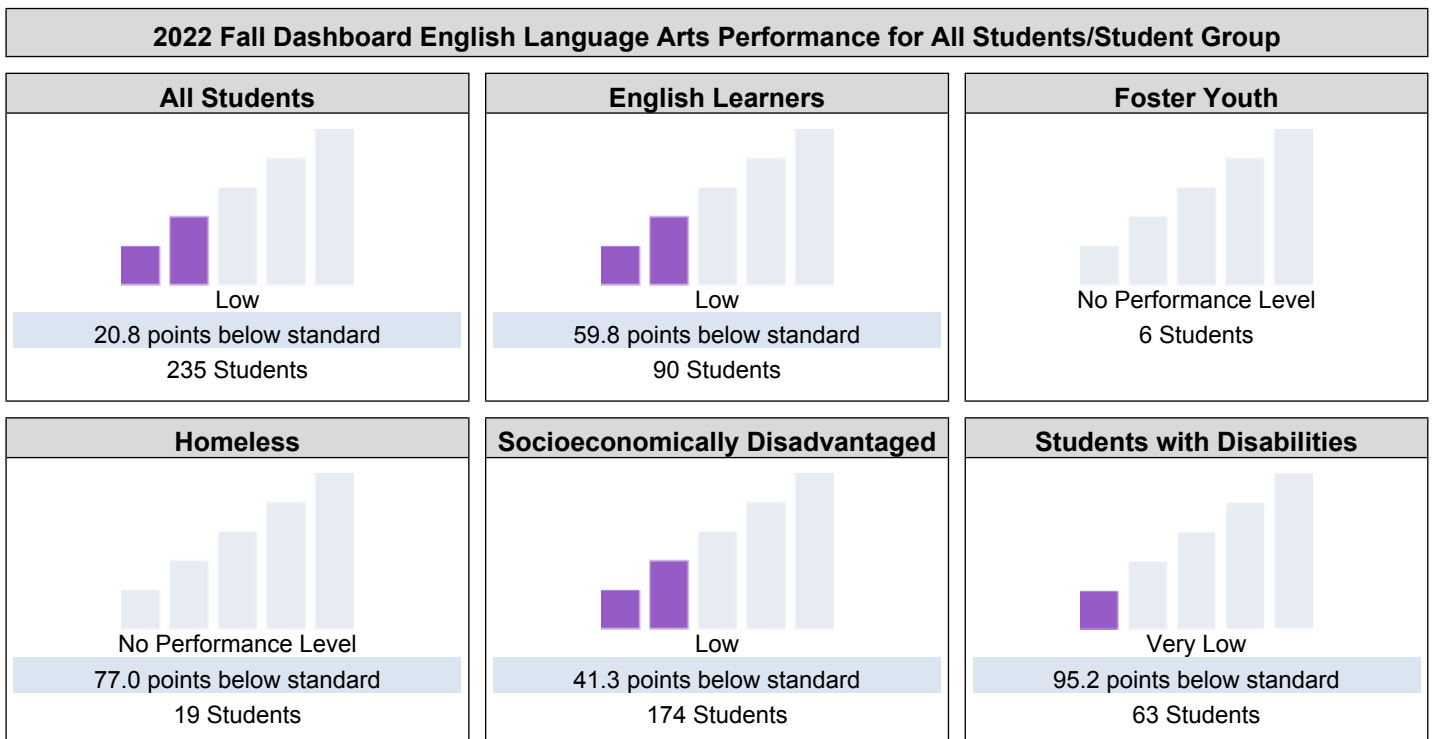 2022 Fall Dashboard English Language Arts Performance for All Students/Student Group
All Students
Low
20.8 points below standard
235 Students
English Learners
Low
59.8 points below standard
90 Students
Foster Youth
No Performance Level
6 Students
Homeless
No Performance Level
77.0 points below standard
19 Students
Socioeconomically Disadvantaged
Low
41.3 points below standard
174 Students
Students with Disabilities
Very Low
95.2 points below standard
63 Students